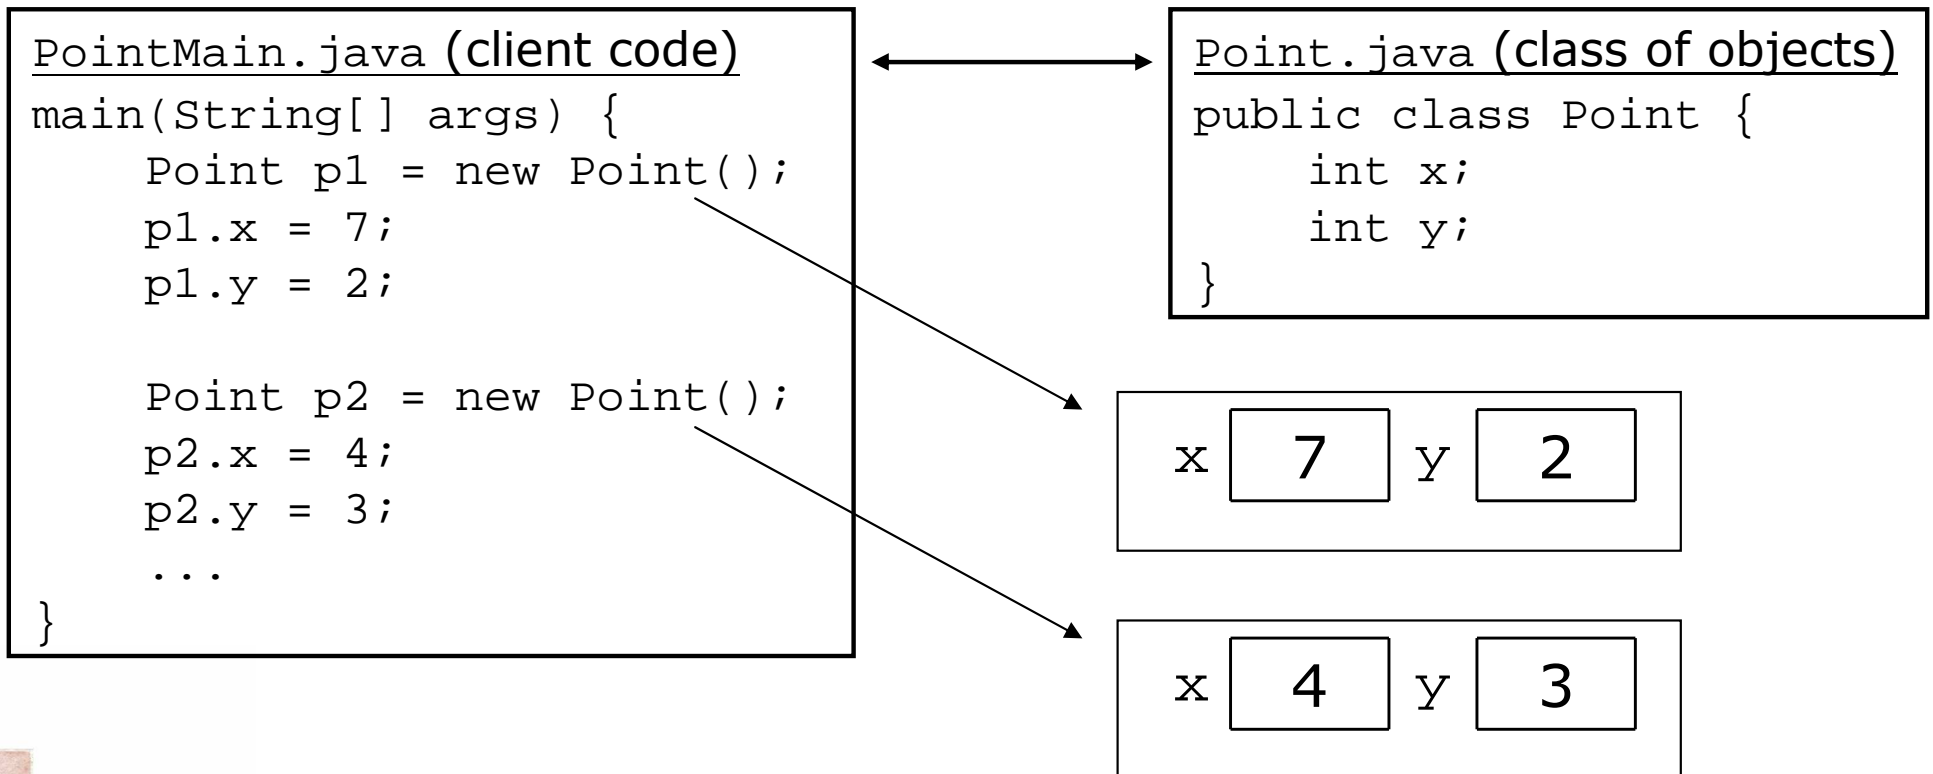 PointMain.java (client code)
main(String[] args) {
    Point p1 = new Point();
    p1.x = 7;
    p1.y = 2;
    Point p2 = new Point();
    p2.x = 4;
    p2.y = 3;
    ...
}
Point.java (class of objects)
public class Point {
    int x;
    int y;
}
x 7 y 2
x 4 y 3